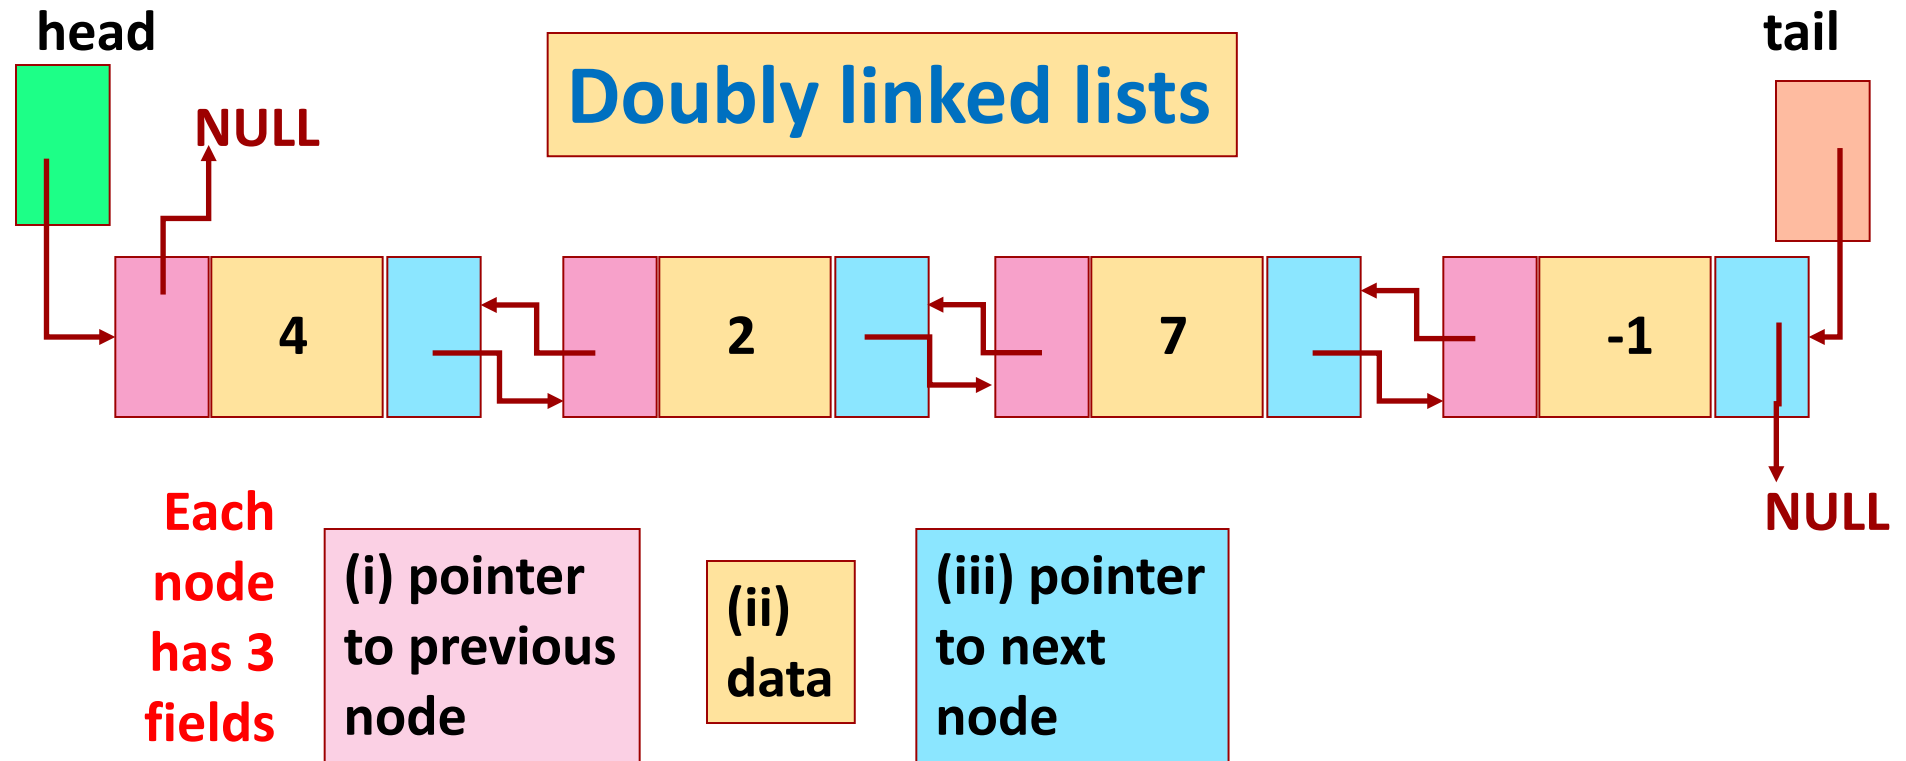 head
tail
Doubly linked lists
NULL
4
2
7
-1
NULL
Each
node
has 3
fields
(i) pointer
to previous
node
(ii)
data
(iii) pointer
to next
node